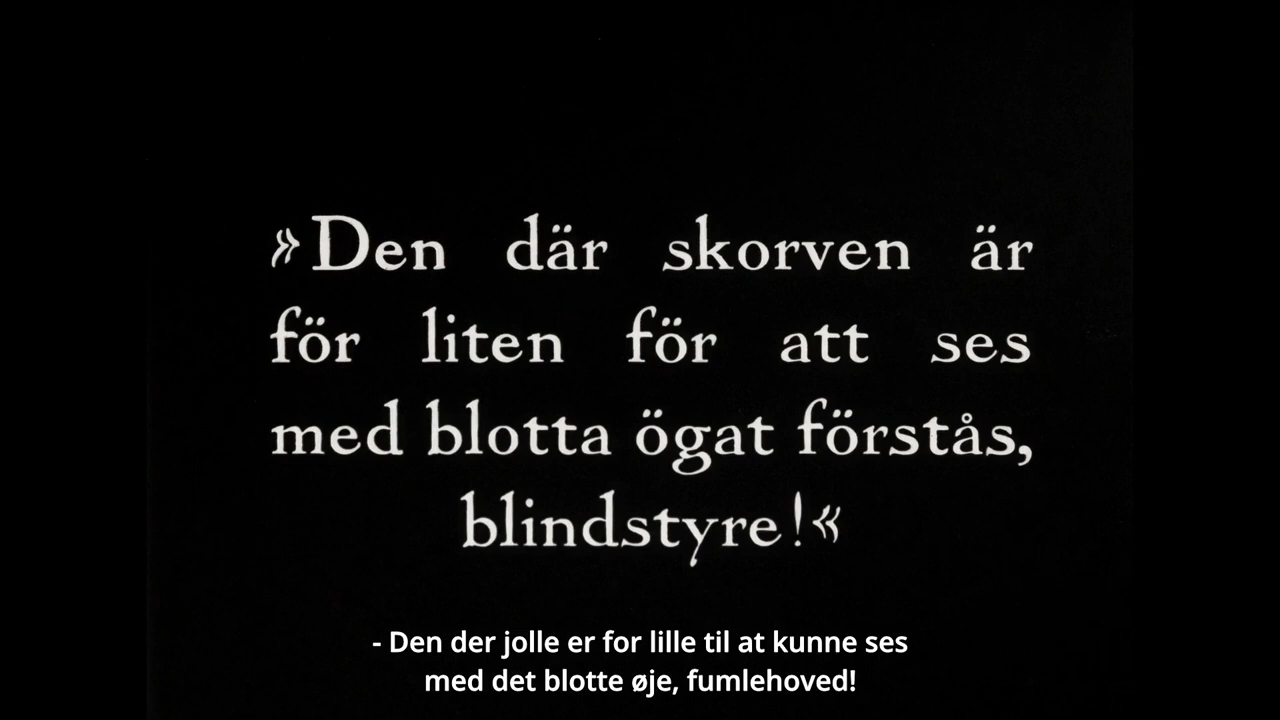 »Den där skorven är
för liten för att ses
med blotta ögat förstås,
blindstyre!«
- Den der jolle er for lille til at kunne ses
med det blotte øje, fumlehoved!